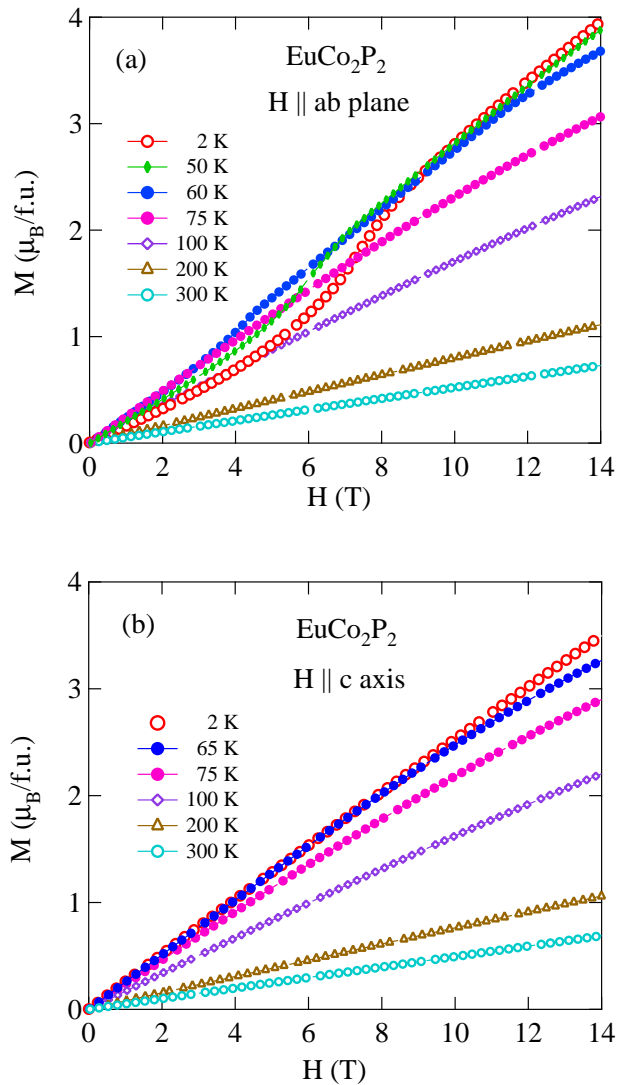 4
(a)
EuCo2P2
H || ab plane
3
2 K
50 K
60 K
75 K
100 K
200 K
300 K
M (μB/f.u.)
2
1
0
0 2 4 6 8 10 12 14
H (T)
4
(b)
EuCo2P2
H || c axis
3
2 K
65 K
75 K
100 K
200 K
300 K
M (μB/f.u.)
2
1
0
0 2 4 6 8 10 12 14
H (T)